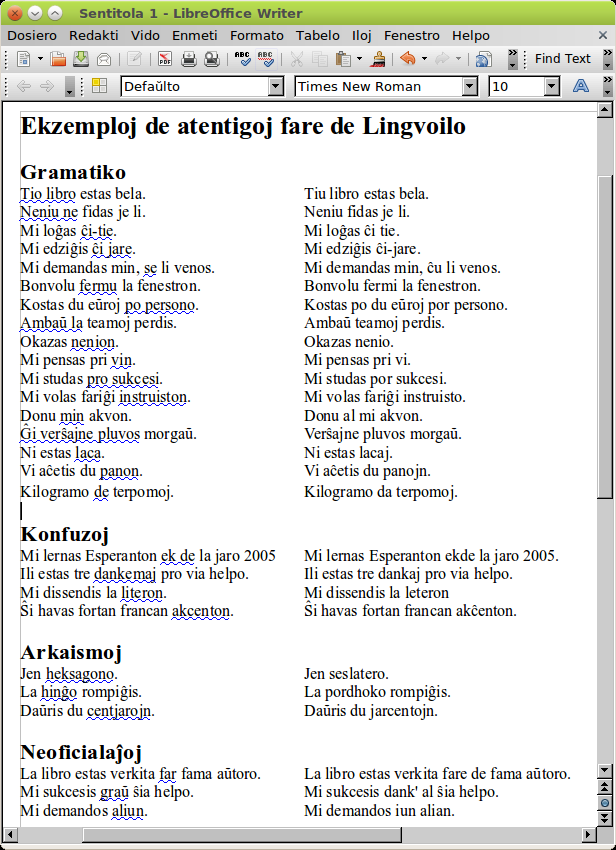 Sentitola 1 - LibreOffice Writer
Dosiero Redakti Vido Enmeti Formato Tabelo Iloj Fenestro Helpo
PDF ABC ABC Find Text
Defaŭlto Times New Roman 10
Ekzemploj de atentigoj fare de Lingvoilo
Gramatiko
Tio libro estas bela. Tiu libro estas bela.
Neniu ne fidas je li. Neniu fidas je li.
Mi loĝas ĉi-tie. Mi loĝas ĉi tie.
Mi edziĝis ĉi jare. Mi edziĝis ĉi-jare.
Mi demandas min, se li venos. Mi demandas min, ĉu li venos.
Bonvolu fermu la fenestron. Bonvolu fermi la fenestron.
Kostas du eŭroj po persono. Kostas po du eŭroj por persono.
Ambaŭ la teamoj perdis. Ambaŭ teamoj perdis.
Okazas nenion. Okazas nenio.
Mi pensas pri vin. Mi pensas pri vi.
Mi studas pro sukcesi. Mi studas por sukcesi.
Mi volas fariĝi instruiston. Mi volas fariĝi instruisto.
Donu min akvon. Donu al mi akvon.
Ĝi verŝajne pluvos morgaŭ. Verŝajne pluvos morgaŭ.
Ni estas laca. Ni estas lacaj.
Vi aĉetis du panon. Vi aĉetis du panojn.
Kilogramo de terpomoj. Kilogramo da terpomoj.
Konfuzoj
Mi lernas Esperanton ek de la jaro 2005 Mi lernas Esperanton ekde la jaro 2005.
Ili estas tre dankemaj pro via helpo. Ili estas tre dankaj pro via helpo.
Mi dissendis la literon. Mi dissendis la leteron
Ŝi havas fortan francan akcenton. Ŝi havas fortan francan akĉenton.
Arkaismoj
Jen heksagono. Jen seslatero.
La hinĝo rompiĝis. La pordhoko rompiĝis.
Daŭris du centjarojn. Daŭris du jarcentojn.
Neoficialaĵoj
La libro estas verkita far fama aŭtoro. La libro estas verkita fare de fama aŭtoro.
Mi sukcesis graŭ ŝia helpo. Mi sukcesis dank' al ŝia helpo.
Mi demandos aliun. Mi demandos iun alian.